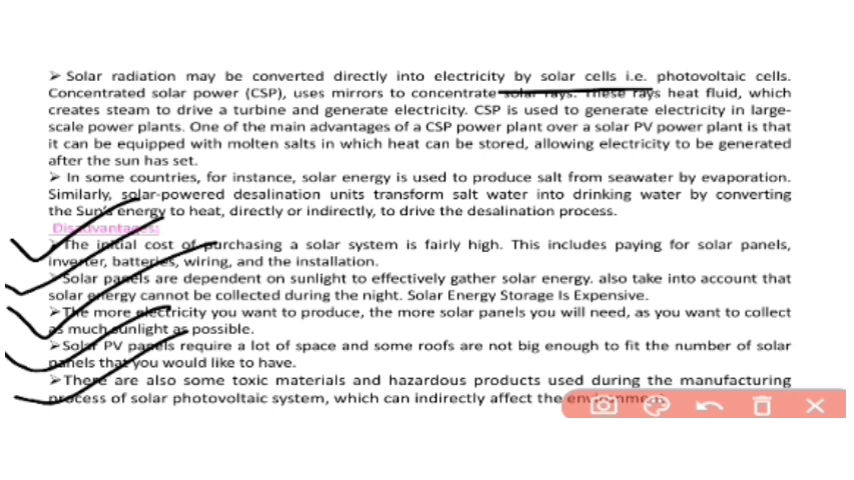 ➢ Solar radiation may be converted directly into electricity by solar cells i.e. photovoltaic cells.
Concentrated solar power (CSP), uses mirrors to concentrate solar rays. These rays heat fluid, which
creates steam to drive a turbine and generate electricity. CSP is used to generate electricity in large-
scale power plants. One of the main advantages of a CSP power plant over a solar PV power plant is that
it can be equipped with molten salts in which heat can be stored, allowing electricity to be generated
after the sun has set.
➢ In some countries, for instance, solar energy is used to produce salt from seawater by evaporation.
Similarly, solar-powered desalination units transform salt water into drinking water by converting
the Sun's energy to heat, directly or indirectly, to drive the desalination process.
Disadvantages:
➢The initial cost of purchasing a solar system is fairly high. This includes paying for solar panels,
inverter, batteries, wiring, and the installation.
➢Solar panels are dependent on sunlight to effectively gather solar energy. also take into account that
solar energy cannot be collected during the night. Solar Energy Storage Is Expensive.
➢The more electricity you want to produce, the more solar panels you will need, as you want to collect
as much sunlight as possible.
➢Solar PV panels require a lot of space and some roofs are not big enough to fit the number of solar
panels that you would like to have.
➢There are also some toxic materials and hazardous products used during the manufacturing
process of solar photovoltaic system, which can indirectly affect the environment.